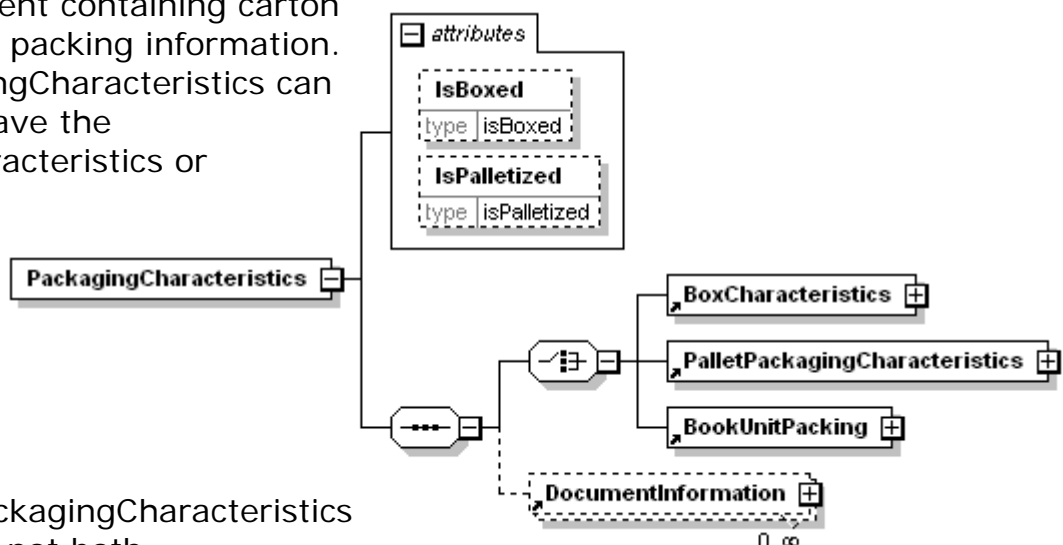 ent containing carton
packing information.
ngCharacteristics can
ave the
acteristics or
attributes
IsBoxed
type isBoxed
IsPalletized
type isPalletized
PackagingCharacteristics
BoxCharacteristics
PalletPackagingCharacteristics
BookUnitPacking
DocumentInformation
ckagingCharacteristics